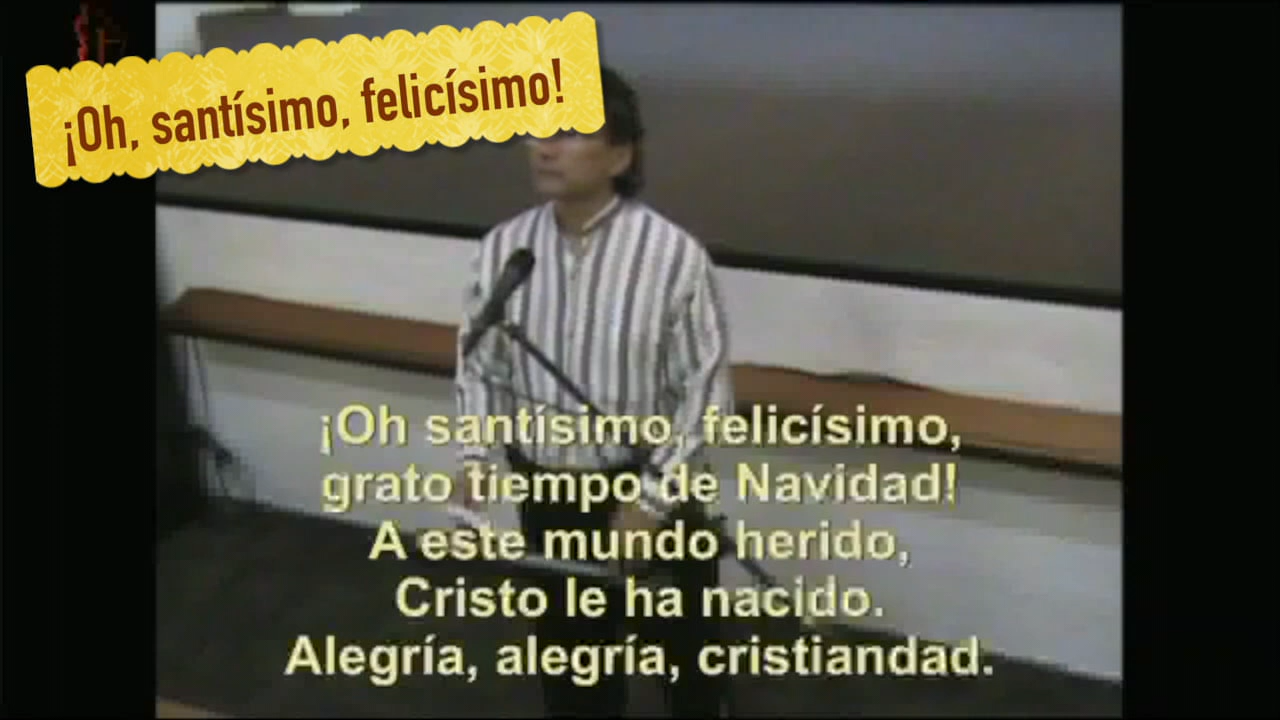 ¡Oh, santísimo, felicísimo!
¡Oh santísimo, felicísimo,
grato tiempo de Navidad!
A este mundo herido,
Cristo le ha nacido.
Alegría, alegría, cristiandad.